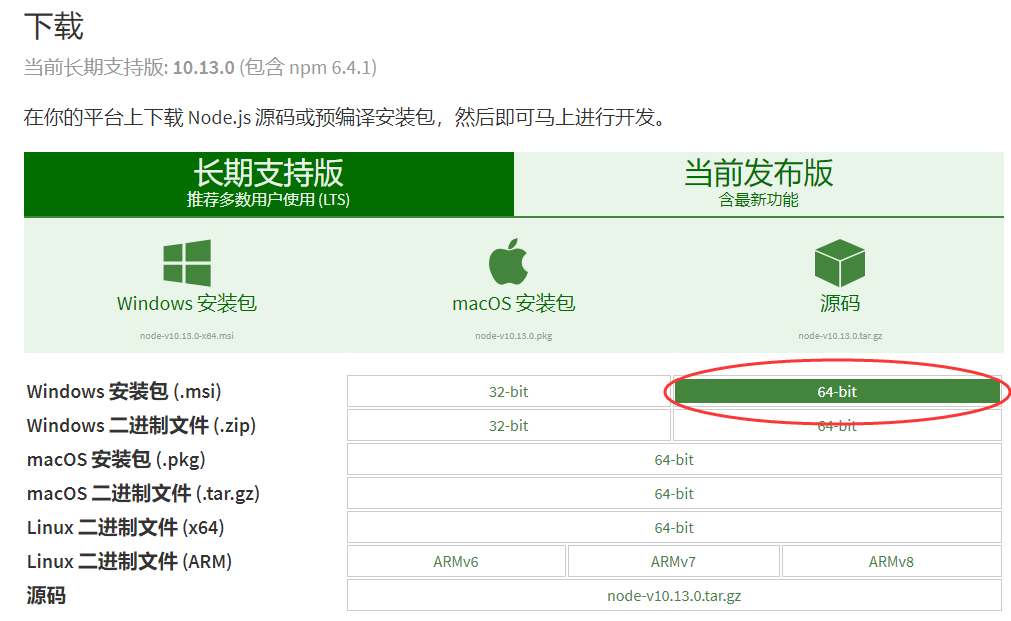 下载
当前长期支持版: 10.13.0 (包含 npm 6.4.1)
在你的平台上下载 Node.js 源码或预编译安装包，然后即可马上进行开发。
长期支持版
推荐多数用户使用 (LTS)
当前发布版
含最新功能
Windows 安装包
node-v10.13.0-x64.msi
macOS 安装包
node-v10.13.0.pkg
源码
node-v10.13.0.tar.gz
Windows 安装包 (.msi) 32-bit 64-bit
Windows 二进制文件 (.zip) 32-bit 64-bit
macOS 安装包 (.pkg) 64-bit
macOS 二进制文件 (.tar.gz) 64-bit
Linux 二进制文件 (x64) 64-bit
Linux 二进制文件 (ARM) ARMv6 ARMv7 ARMv8
源码 node-v10.13.0.tar.gz